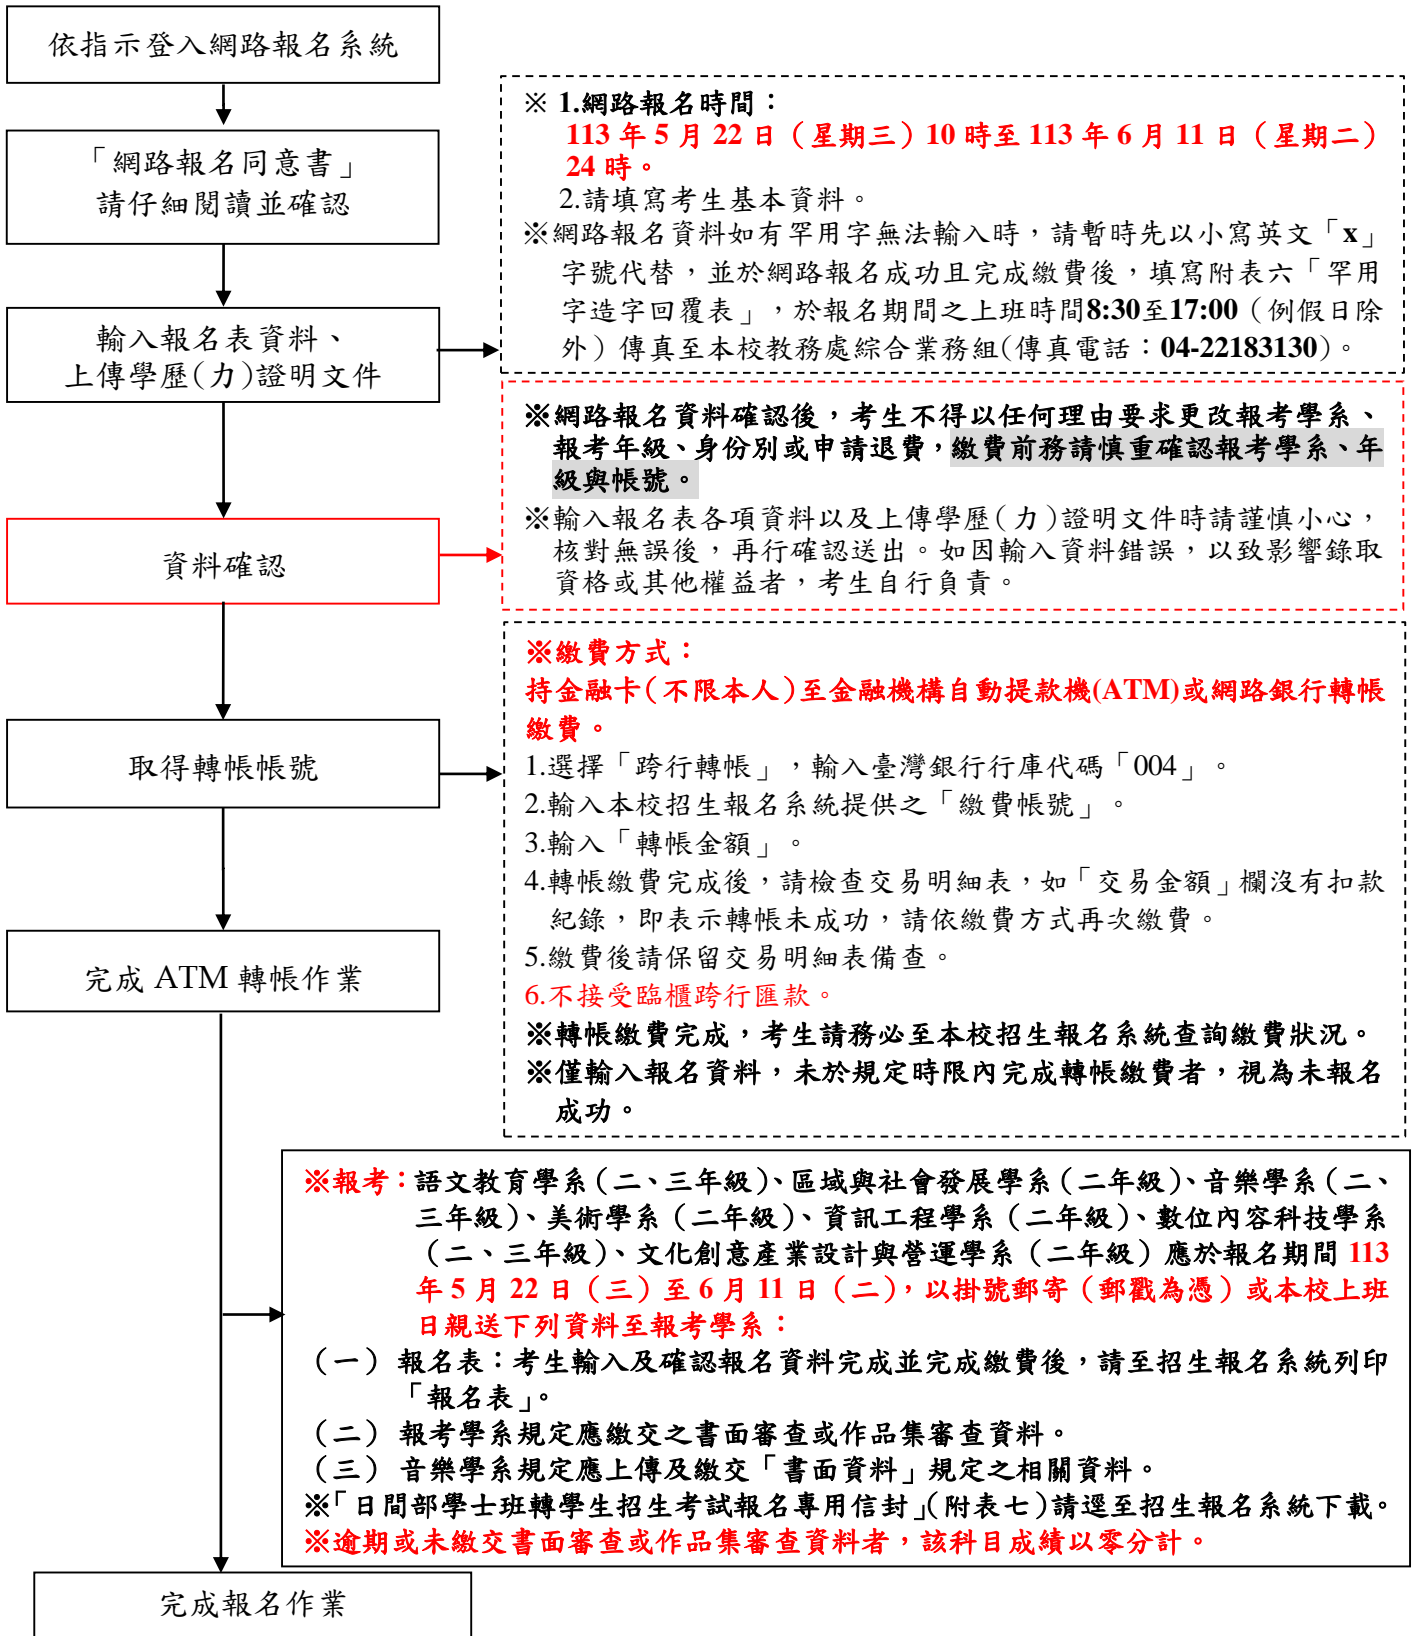 依指示登入網路報名系統
「網路報名同意書」
請仔細閱讀並確認
輸入報名表資料、
上傳學歷(力)證明文件
※ 1.網路報名時間：
113 年 5 月 22 日（星期三）10 時至 113 年 6 月 11 日（星期二）
24 時。
2.請填寫考生基本資料。
※網路報名資料如有罕用字無法輸入時，請暫時先以小寫英文「x」
字號代替，並於網路報名成功且完成繳費後，填寫附表六「罕用
字造字回覆表」，於報名期間之上班時間8:30至17:00（例假日除
外）傳真至本校教務處綜合業務組(傳真電話：04-22183130)。
資料確認
※網路報名資料確認後，考生不得以任何理由要求更改報考學系、
報考年級、身份別或申請退費，繳費前務請慎重確認報考學系、年
級與帳號。
※輸入報名表各項資料以及上傳學歷(力)證明文件時請謹慎小心，
核對無誤後，再行確認送出。如因輸入資料錯誤，以致影響錄取
資格或其他權益者，考生自行負責。
取得轉帳帳號
完成 ATM 轉帳作業
※繳費方式：
持金融卡(不限本人)至金融機構自動提款機(ATM)或網路銀行轉帳
繳費。
1.選擇「跨行轉帳」，輸入臺灣銀行行庫代碼「004」。
2.輸入本校招生報名系統提供之「繳費帳號」。
3.輸入「轉帳金額」。
4.轉帳繳費完成後，請檢查交易明細表，如「交易金額」欄沒有扣款
紀錄，即表示轉帳未成功，請依繳費方式再次繳費。
5.繳費後請保留交易明細表備查。
6.不接受臨櫃跨行匯款。
※轉帳繳費完成，考生請務必至本校招生報名系統查詢繳費狀況。
※僅輸入報名資料，未於規定時限內完成轉帳繳費者，視為未報名
成功。
※報考：語文教育學系（二、三年級）、區域與社會發展學系（二年級）、音樂學系（二、
三年級）、美術學系（二年級）、資訊工程學系（二年級）、數位內容科技學系
（二、三年級）、文化創意產業設計與營運學系（二年級）應於報名期間 113
年 5 月 22 日（三）至 6 月 11 日（二），以掛號郵寄（郵戳為憑）或本校上班
日親送下列資料至報考學系：
（一） 報名表：考生輸入及確認報名資料完成並完成繳費後，請至招生報名系統列印
「報名表」。
（二） 報考學系規定應繳交之書面審查或作品集審查資料。
（三） 音樂學系規定應上傳及繳交「書面資料」規定之相關資料。
※「日間部學士班轉學生招生考試報名專用信封」(附表七)請逕至招生報名系統下載。
※逾期或未繳交書面審查或作品集審查資料者，該科目成績以零分計。
完成報名作業